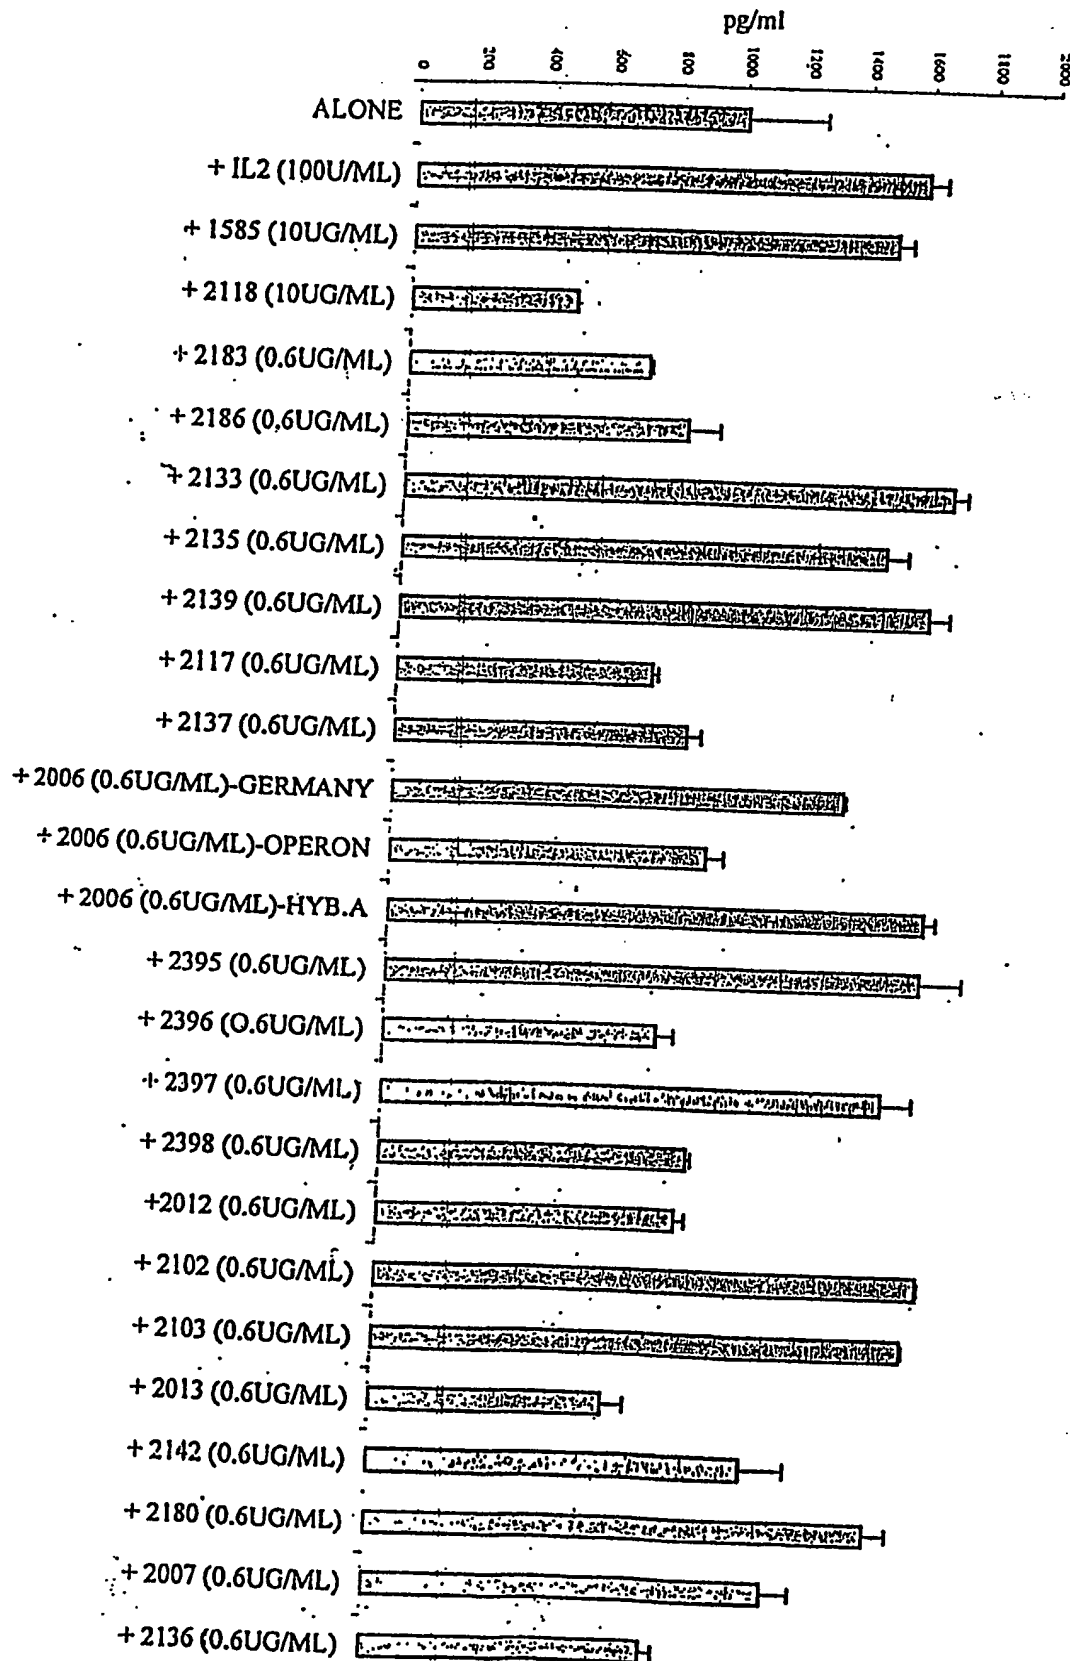 pg/ml
0 200 400 600 800 1000 1200 1400 1600 1800 2000
ALONE
+ IL2 (100U/ML)
+ 1585 (10UG/ML)
+ 2118 (10UG/ML)
+ 2183 (0.6UG/ML)
+ 2186 (0.6UG/ML)
+ 2133 (0.6UG/ML)
+ 2135 (0.6UG/ML)
+ 2139 (0.6UG/ML)
+ 2117 (0.6UG/ML)
+ 2137 (0.6UG/ML)
+ 2006 (0.6UG/ML)-GERMANY
+ 2006 (0.6UG/ML)-OPERON
+ 2006 (0.6UG/ML)-HYB.A
+ 2395 (0.6UG/ML)
+ 2396 (O.6UG/ML)
+ 2397 (0.6UG/ML)
+ 2398 (0.6UG/ML)
+2012 (0.6UG/ML)
+ 2102 (0.6UG/ML)
+ 2103 (0.6UG/ML)
+ 2013 (0.6UG/ML)
+ 2142 (0.6UG/ML)
+ 2180 (0.6UG/ML)
+ 2007 (0.6UG/ML)
+ 2136 (0.6UG/ML)